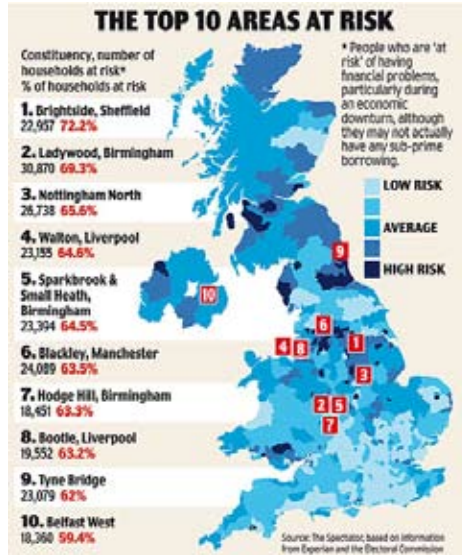 THE TOP 10 AREAS AT RISK
Constituency, number of
households at risk*
% of households at risk
1. Brightside, Sheffield
22,957 72.2%
2. Ladywood, Birmingham
30,870 69.3%
3. Nottingham North
26,738 65.6%
4. Walton, Liverpool
23,155 64.6%
5. Sparkbrook &
Small Heath,
Birmingham
23,394 64.5%
6. Blackley, Manchester
24,089 63.5%
7. Hodge Hill, Birmingham
18,451 63.3%
8. Bootle, Liverpool
19,552 63.2%
9. Tyne Bridge
23,079 62%
10. Belfast West
18,360 59.4%
* People who are 'at
risk' of having
financial problems,
particularly during
an economic
downturn, although
they may not actually
have any sub-prime
borrowing.
LOW RISK
AVERAGE
HIGH RISK
9
10
6
4 8
1
3
2 5
7
Source: The Spectator, based on information
from Experian and the Electoral Commission